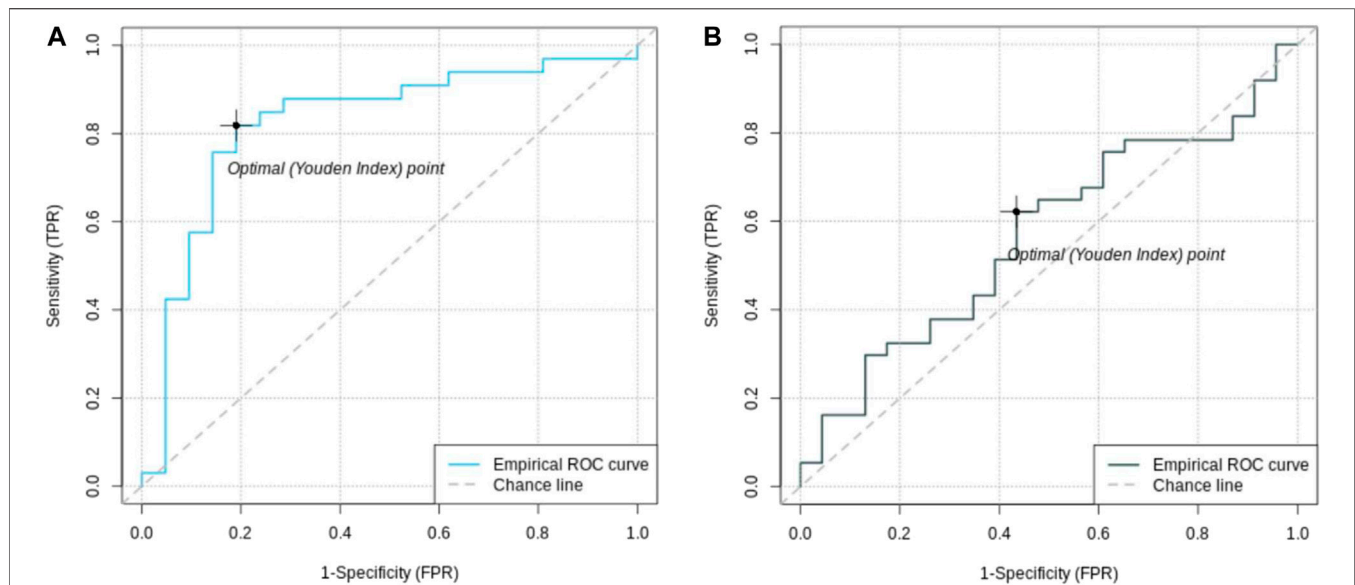 A
1.0
0.8
0.6
0.4
0.2
0.0
Sensitivity (TPR)
Optimal (Youden Index) point
Empirical ROC curve
Chance line
0.0 0.2 0.4 0.6 0.8 1.0
1-Specificity (FPR)
B
1.0
0.8
0.6
0.4
0.2
0.0
Sensitivity (TPR)
Optimal (Youden Index) point
Empirical ROC curve
Chance line
0.0 0.2 0.4 0.6 0.8 1.0
1-Specificity (FPR)